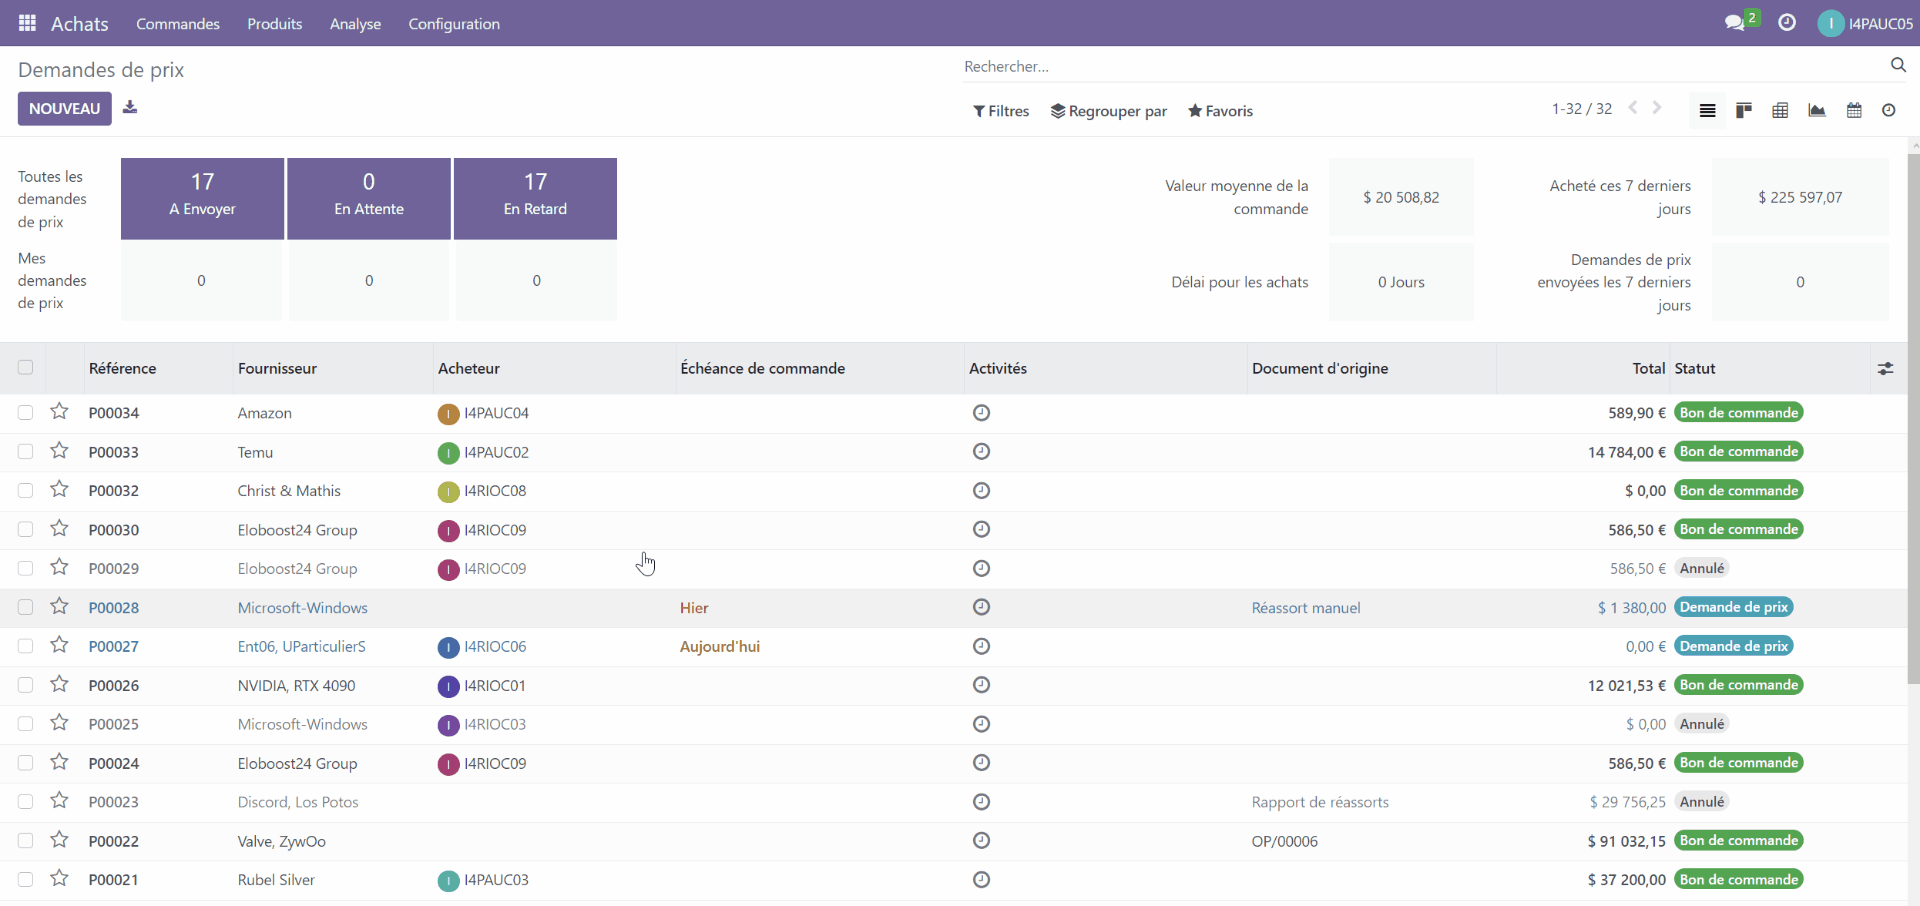 Achats Commandes Produits Analyse Configuration 2 I I4PAUC05
Demandes de prix
Rechercher...
NOUVEAU
Filtres Regrouper par Favoris 1-32 / 32
Toutes les demandes de prix
17 A Envoyer
0 En Attente
17 En Retard
Mes demandes de prix
0 0 0
Valeur moyenne de la commande $ 20 508,82
Acheté ces 7 derniers jours $ 225 597,07
Délai pour les achats 0 Jours
Demandes de prix envoyées les 7 derniers jours 0
Référence Fournisseur Acheteur Échéance de commande Activités Document d'origine Total Statut
P00034 Amazon I I4PAUC04 589,90 € Bon de commande
P00033 Temu I I4PAUC02 14 784,00 € Bon de commande
P00032 Christ & Mathis I I4RIOC08 $ 0,00 Bon de commande
P00030 Eloboost24 Group I I4RIOC09 586,50 € Bon de commande
P00029 Eloboost24 Group I I4RIOC09 586,50 € Annulé
P00028 Microsoft-Windows Hier Réassort manuel $ 1 380,00 Demande de prix
P00027 Ent06, UParticulierS I I4RIOC06 Aujourd'hui 0,00 € Demande de prix
P00026 NVIDIA, RTX 4090 I I4RIOC01 12 021,53 € Bon de commande
P00025 Microsoft-Windows I I4RIOC03 $ 0,00 Annulé
P00024 Eloboost24 Group I I4RIOC09 586,50 € Bon de commande
P00023 Discord, Los Potos Rapport de réassorts $ 29 756,25 Annulé
P00022 Valve, ZywOo OP/00006 $ 91 032,15 Bon de commande
P00021 Rubel Silver I I4PAUC03 $ 37 200,00 Bon de commande